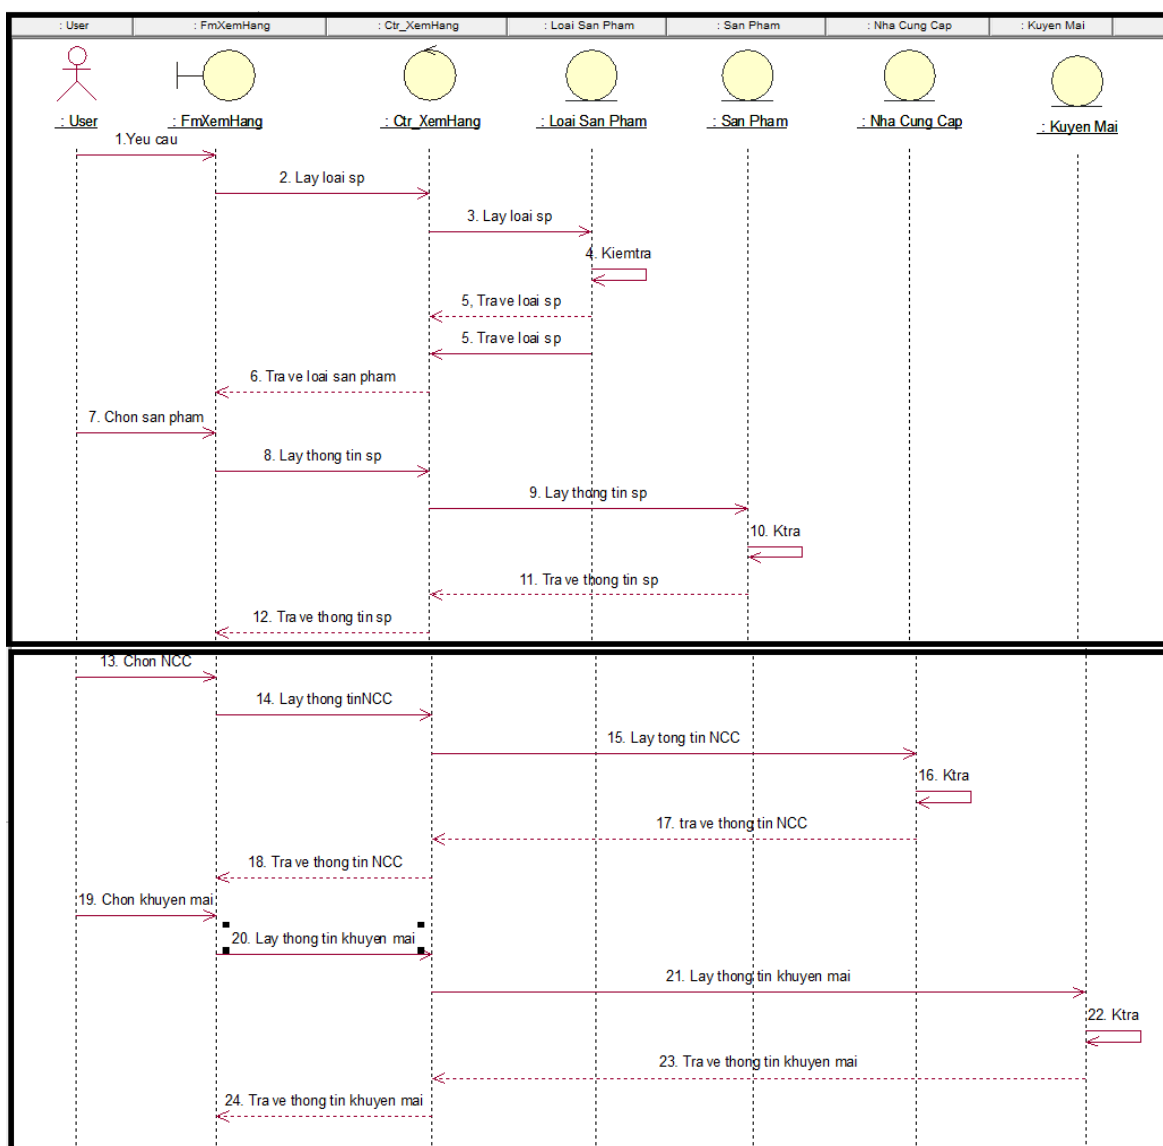 : User
: FmXemHang
: Ctr_XemHang
: Loai San Pham
: San Pham
: Nha Cung Cap
: Kuyen Mai
: User
: FmXemHang
: Ctr_XemHang
: Loai San Pham
: San Pham
: Nha Cung Cap
: Kuyen Mai
1.Yeu cau
2. Lay loai sp
3. Lay loai sp
4. Kiemtra
5, Tra ve loai sp
5. Tra ve loai sp
6. Tra ve loai san pham
7. Chon san pham
8. Lay thong tin sp
9. Lay thong tin sp
10. Ktra
11. Tra ve thong tin sp
12. Tra ve thong tin sp
13. Chon NCC
14. Lay thong tinNCC
15. Lay tong tin NCC
16. Ktra
17. tra ve thong tin NCC
18. Tra ve thong tin NCC
19. Chon khuyen mai
20. Lay thong tin khuyen mai
21. Lay thong tin khuyen mai
22. Ktra
23. Tra ve thong tin khuyen mai
24. Tra ve thong tin khuyen mai